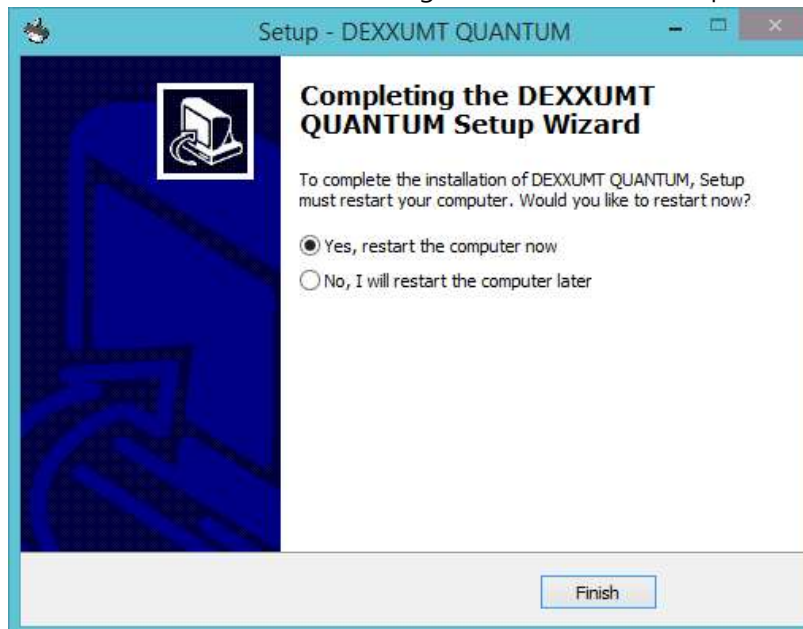 Setup - DEXXUMT QUANTUM
Completing the DEXXUMT
QUANTUM Setup Wizard
To complete the installation of DEXXUMT QUANTUM, Setup
must restart your computer. Would you like to restart now?
Yes, restart the computer now
No, I will restart the computer later
Finish